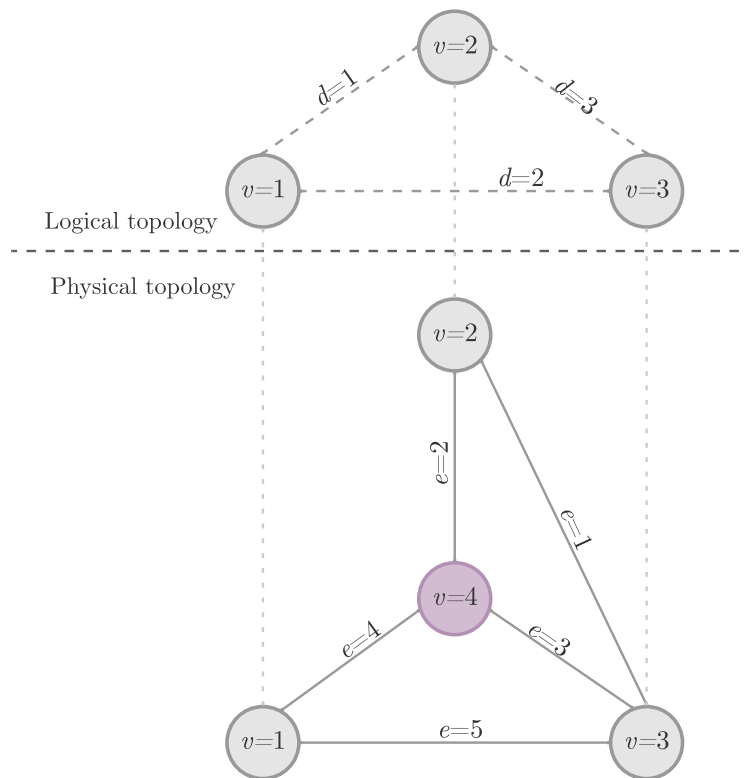 v=2
d=1
d=3
v=1
d=2
v=3
Logical topology
Physical topology
v=2
e=2
e=1
v=4
e=4
e=3
v=1
e=5
v=3